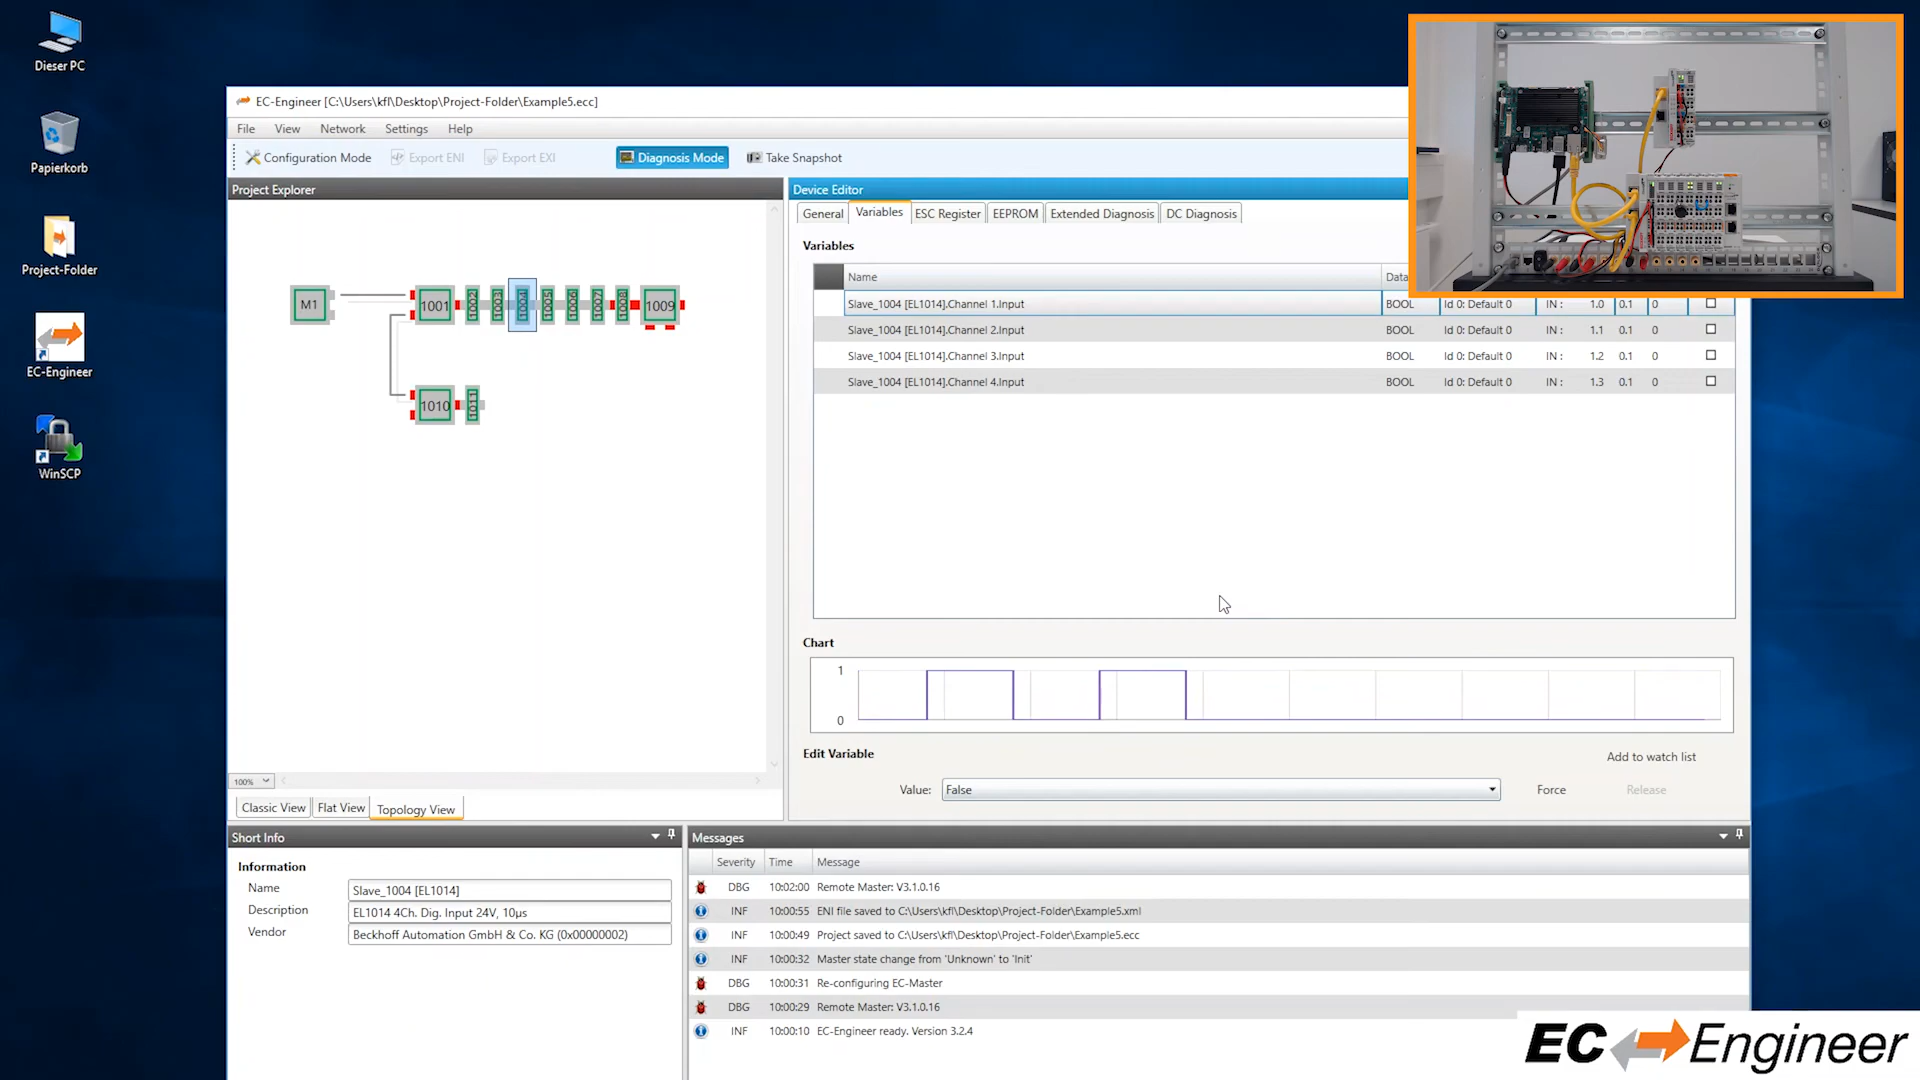 Dieser PC
Papierkorb
Project-Folder
EC-Engineer
WinSCP
EC-Engineer [C:\Users\kfl\Desktop\Project-Folder\Example5.ecc]
File View Network Settings Help
Configuration Mode Export ENI Export EXI Diagnosis Mode Take Snapshot
Project Explorer
M1 1001 1002 1003 1004 1005 1006 1007 1008 1009
1010 1011
100%
Classic View Flat View Topology View
Device Editor
General Variables ESC Register EEPROM Extended Diagnosis DC Diagnosis
Variables
Name Data
Slave_1004 [EL1014].Channel 1.Input BOOL Id 0: Default 0 IN : 1.0 0.1 0
Slave_1004 [EL1014].Channel 2.Input BOOL Id 0: Default 0 IN : 1.1 0.1 0
Slave_1004 [EL1014].Channel 3.Input BOOL Id 0: Default 0 IN : 1.2 0.1 0
Slave_1004 [EL1014].Channel 4.Input BOOL Id 0: Default 0 IN : 1.3 0.1 0
Chart
1
0
Edit Variable
Add to watch list
Value: False Force Release
Short Info
Information
Name Slave_1004 [EL1014]
Description EL1014 4Ch. Dig. Input 24V, 10µs
Vendor Beckhoff Automation GmbH & Co. KG (0x00000002)
Messages
Severity Time Message
DBG 10:02:00 Remote Master: V3.1.0.16
INF 10:00:55 ENI file saved to C:\Users\kfl\Desktop\Project-Folder\Example5.xml
INF 10:00:49 Project saved to C:\Users\kfl\Desktop\Project-Folder\Example5.ecc
INF 10:00:32 Master state change from 'Unknown' to 'Init'
DBG 10:00:31 Re-configuring EC-Master
DBG 10:00:29 Remote Master: V3.1.0.16
INF 10:00:10 EC-Engineer ready. Version 3.2.4
EC Engineer